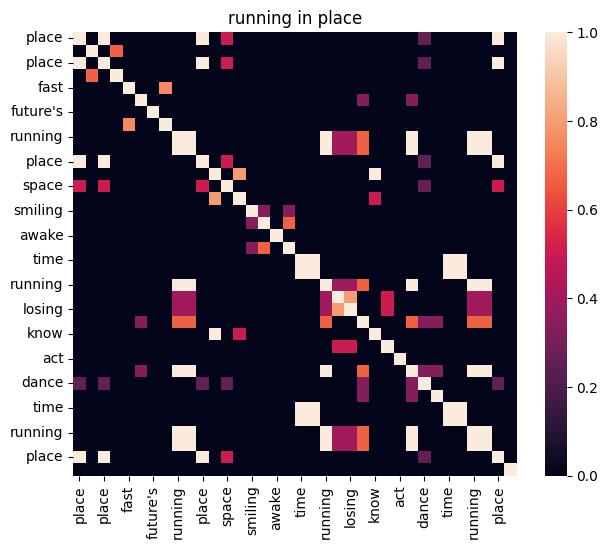 running in place
place
place
fast
future's
running
place
space
smiling
awake
time
running
losing
know
act
dance
time
running
place
1.0
0.8
0.6
0.4
0.2
0.0
place
place
fast
future's
running
place
space
smiling
awake
time
running
losing
know
act
dance
time
running
place